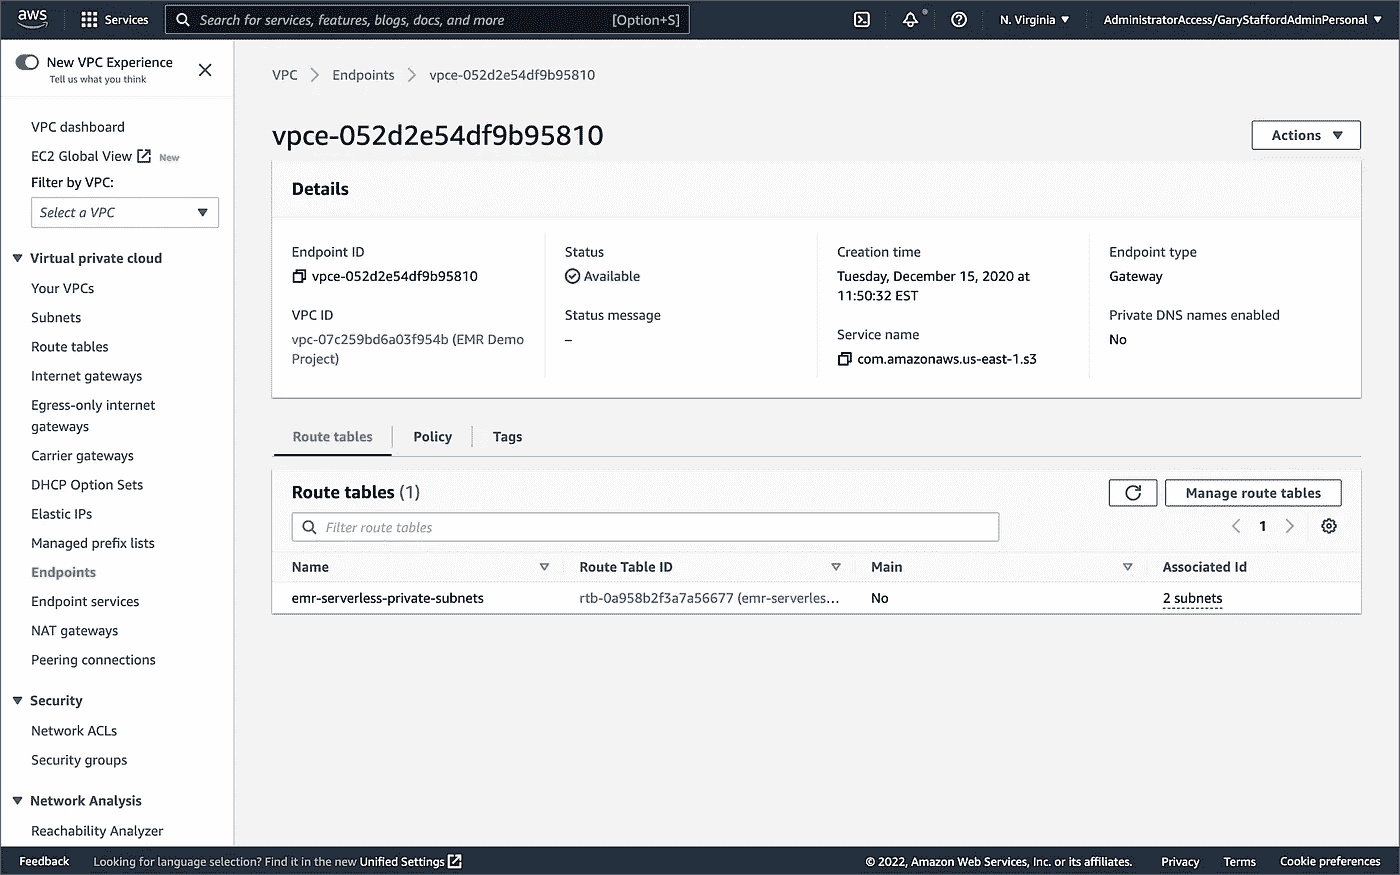 aws
Services
Search for services, features, blogs, docs, and more [Option+S]
N. Virginia
AdministratorAccess/GaryStaffordAdminPersonal
New VPC Experience
Tell us what you think
VPC dashboard
EC2 Global View New
Filter by VPC:
Select a VPC
Virtual private cloud
Your VPCs
Subnets
Route tables
Internet gateways
Egress-only internet
gateways
Carrier gateways
DHCP Option Sets
Elastic IPs
Managed prefix lists
Endpoints
Endpoint services
NAT gateways
Peering connections
Security
Network ACLs
Security groups
Network Analysis
Reachability Analyzer
VPC Endpoints vpce-052d2e54df9b95810
vpce-052d2e54df9b95810
Actions
Details
Endpoint ID
vpce-052d2e54df9b95810
VPC ID
vpc-07c259bd6a03f954b (EMR Demo
Project)
Status
Available
Status message
–
Creation time
Tuesday, December 15, 2020 at
11:50:32 EST
Service name
com.amazonaws.us-east-1.s3
Endpoint type
Gateway
Private DNS names enabled
No
Route tables Policy Tags
Route tables (1)
Manage route tables
Filter route tables
1
Name Route Table ID Main Associated Id
emr-serverless-private-subnets rtb-0a958b2f3a7a56677 (emr-serverles... No 2 subnets
Feedback Looking for language selection? Find it in the new Unified Settings © 2022, Amazon Web Services, Inc. or its affiliates. Privacy Terms Cookie preferences